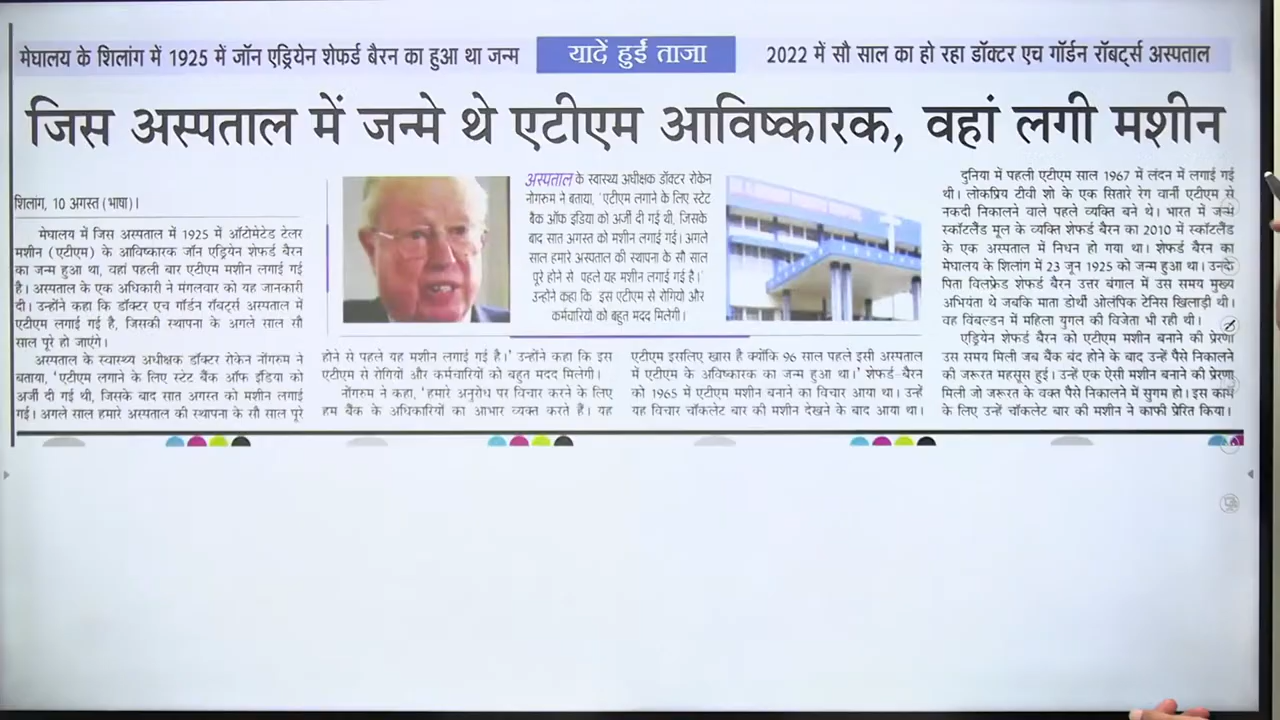 मेघालय के शिलांग में 1925 में जॉन एड्रियेन शेफर्ड बैरन का हुआ था जन्म
यादें हुईं ताजा
2022 में सौ साल का हो रहा डॉक्टर एच गॉर्डन रॉबर्ट्स अस्पताल
जिस अस्पताल में जन्मे थे एटीएम आविष्कारक, वहां लगी मशीन
शिलांग, 10 अगस्त (भाषा)।
मेघालय में जिस अस्पताल में 1925 में ऑटोमेटेड टेलर
मशीन (एटीएम) के आविष्कारक जॉन एड्रियेन शेफर्ड बैरन
का जन्म हुआ था, वहां पहली बार एटीएम मशीन लगाई गई
है। अस्पताल के एक अधिकारी ने मंगलवार को यह जानकारी
दी। उन्होंने कहा कि डॉक्टर एच गॉर्डन रॉबर्ट्स अस्पताल में
एटीएम लगाई गई है, जिसकी स्थापना के अगले साल सौ
साल पूरे हो जाएंगे।
अस्पताल के स्वास्थ्य अधीक्षक डॉक्टर रोकेन नोंगरुम ने
बताया, 'एटीएम लगाने के लिए स्टेट बैंक ऑफ इंडिया को
अर्जी दी गई थी, जिसके बाद सात अगस्त को मशीन लगाई
गई। अगले साल हमारे अस्पताल की स्थापना के सौ साल पूरे
होने से पहले यह मशीन लगाई गई है।' उन्होंने कहा कि इस
एटीएम से रोगियों और कर्मचारियों को बहुत मदद मिलेगी।
नोंगरुम ने कहा, 'हमारे अनुरोध पर विचार करने के लिए
हम बैंक के अधिकारियों का आभार व्यक्त करते हैं। यह
अस्पताल के स्वास्थ्य अधीक्षक डॉक्टर रोकेन
नोंगरुम ने बताया, 'एटीएम लगाने के लिए स्टेट
बैंक ऑफ इंडिया को अर्जी दी गई थी, जिसके
बाद सात अगस्त को मशीन लगाई गई। अगले
साल हमारे अस्पताल की स्थापना के सौ साल
पूरे होने से पहले यह मशीन लगाई गई है।'
उन्होंने कहा कि इस एटीएम से रोगियों और
कर्मचारियों को बहुत मदद मिलेगी।
एटीएम इसलिए खास है क्योंकि 96 साल पहले इसी अस्पताल
में एटीएम के अविष्कारक का जन्म हुआ था।' शेफर्ड-बैरन
को 1965 में एटीएम मशीन बनाने का विचार आया था। उन्हें
यह विचार चॉकलेट बार की मशीन देखने के बाद आया था।
दुनिया में पहली एटीएम साल 1967 में लंदन में लगाई गई
थी। लोकप्रिय टीवी शो के एक सितारे रेग वार्नी एटीएम से
नकदी निकालने वाले पहले व्यक्ति बने थे। भारत में जन्मे
स्कॉटलैंड मूल के व्यक्ति शेफर्ड बैरन का 2010 में स्कॉटलैंड
के एक अस्पताल में निधन हो गया था। शेफर्ड बैरन का
मेघालय के शिलांग में 23 जून 1925 को जन्म हुआ था। उनके
पिता विलफ्रेड शेफर्ड बैरन उत्तर बंगाल में उस समय मुख्य
अभियंता थे जबकि माता डोर्थी ओलंपिक टेनिस खिलाड़ी थी।
वह विंबलडन में महिला युगल की विजेता भी रही थी।
एड्रियेन शेफर्ड बैरन को एटीएम मशीन बनाने की प्रेरणा
उस समय मिली जब बैंक बंद होने के बाद उन्हें पैसे निकालने
की जरूरत महसूस हुई। उन्हें एक ऐसी मशीन बनाने की प्रेरणा
मिली जो जरूरत के वक्त पैसे निकालने में सुगम हो। इस कार्य
के लिए उन्हें चॉकलेट बार की मशीन ने काफी प्रेरित किया।